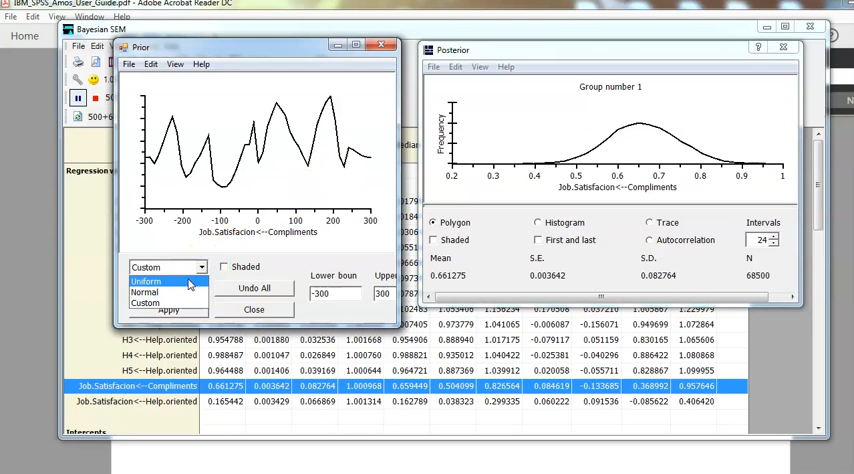 IBM_SPSS_Amos_User_Guide.pdf - Adobe Acrobat Reader DC
File Edit View Window Help
Home
Bayesian SEM
File Edit
1.0
500+6
Prior
File Edit View Help
-300 -200 -100 0 100 200 300
Job.Satisfacion<--Compliments
Custom
Shaded
Uniform
Normal
Custom
Undo All
Lower boun
Upper
-300
300
Apply
Close
Posterior
File Edit View Help
Group number 1
Frequency
0.2 0.3 0.4 0.5 0.6 0.7 0.8 0.9 1
Job.Satisfacion<--Compliments
Polygon Histogram Trace Intervals
Shaded First and last Autocorrelation 24
Mean S.E. S.D. N
0.661275 0.003642 0.082764 68500
Regression w
H3<--Help.oriented 0.954788 0.001880 0.032536 1.001668 0.954906 0.888940 1.017175 -0.079117 0.051159 0.830165 1.065606
H4<--Help.oriented 0.988487 0.001047 0.026849 1.000760 0.988821 0.935012 1.040422 -0.025381 -0.040296 0.886422 1.080868
H5<--Help.oriented 0.964488 0.001406 0.039169 1.000644 0.964721 0.887369 1.039912 0.020058 -0.055711 0.828867 1.099955
Job.Satisfacion<--Compliments 0.661275 0.003642 0.082764 1.000968 0.659449 0.504099 0.826564 0.084619 -0.133685 0.368992 0.957646
Job.Satisfacion<--Help.oriented 0.165442 0.003429 0.066869 1.001314 0.162789 0.038323 0.299335 0.060222 0.091536 -0.085622 0.406420
Intercepts